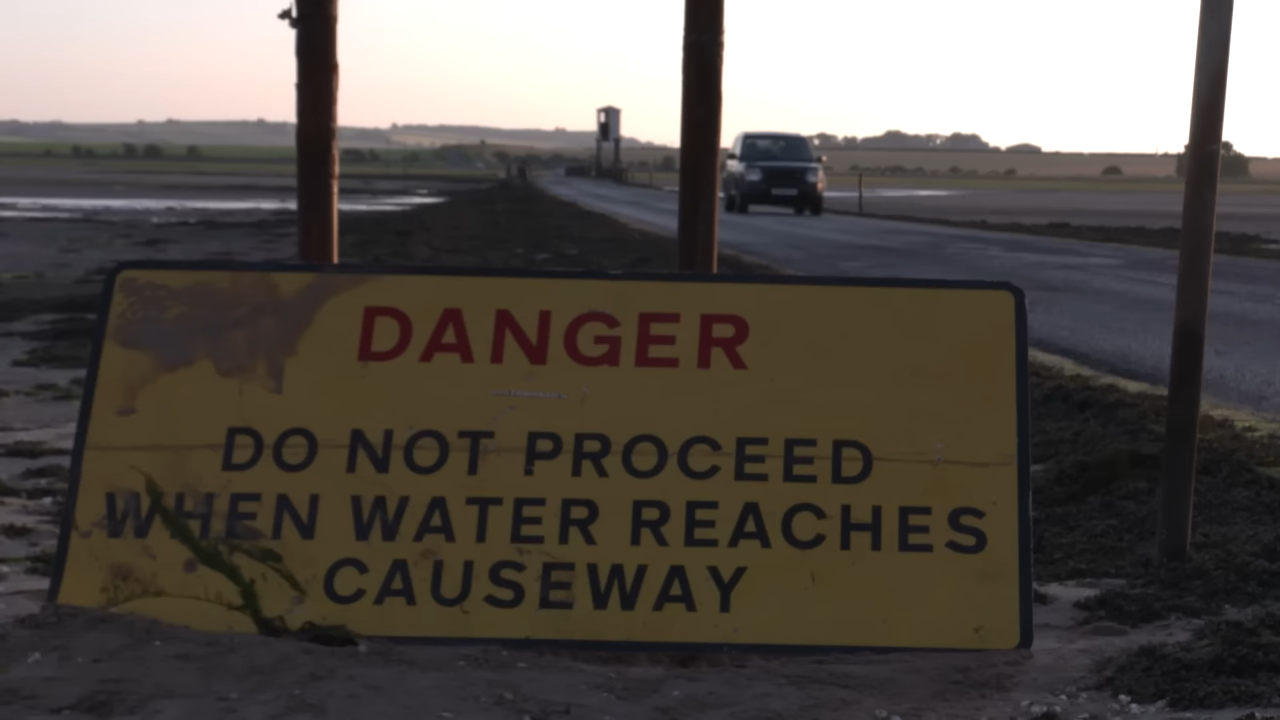 DANGER
DO NOT PROCEED
WHEN WATER REACHES
CAUSEWAY